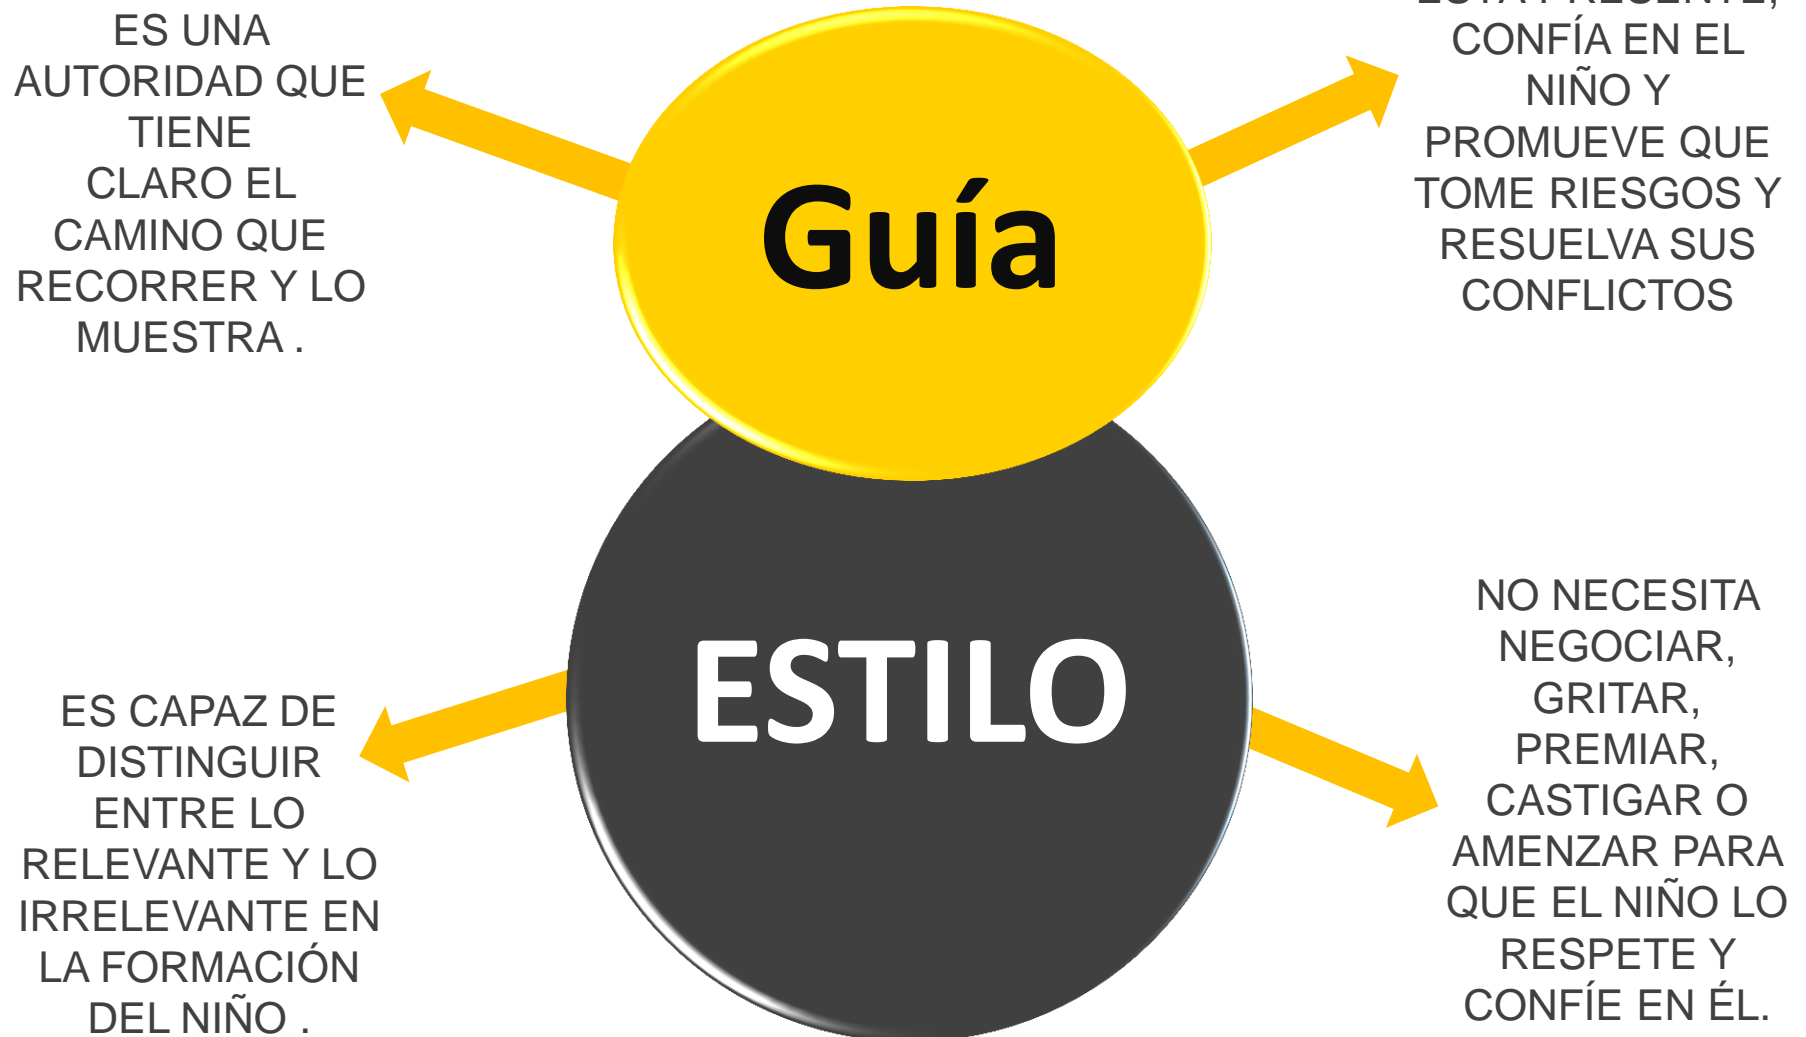 ES UNA
AUTORIDAD QUE
TIENE
CLARO EL
CAMINO QUE
RECORRER Y LO
MUESTRA .
Guía
ESTÁ PRESENTE,
CONFÍA EN EL
NIÑO Y
PROMUEVE QUE
TOME RIESGOS Y
RESUELVA SUS
CONFLICTOS
ESTILO
ES CAPAZ DE
DISTINGUIR
ENTRE LO
RELEVANTE Y LO
IRRELEVANTE EN
LA FORMACIÓN
DEL NIÑO .
NO NECESITA
NEGOCIAR,
GRITAR,
PREMIAR,
CASTIGAR O
AMENZAR PARA
QUE EL NIÑO LO
RESPETE Y
CONFÍE EN ÉL.